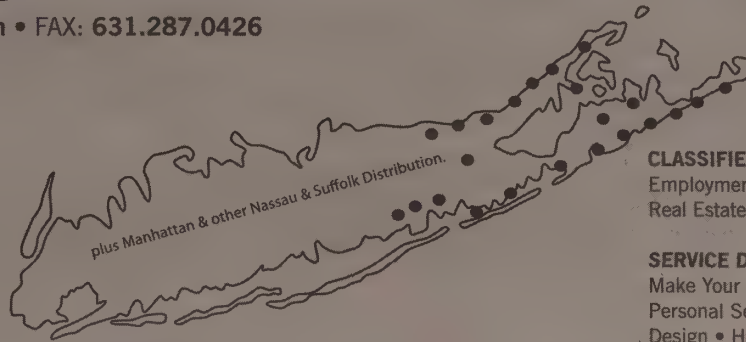 • FAX: 631.287.0426
plus Manhattan & other Nassau & Suffolk Distribution.
CLASSIFIE
Employmen
Real Estate
SERVICE D
Make Your
Personal Se
Design • H